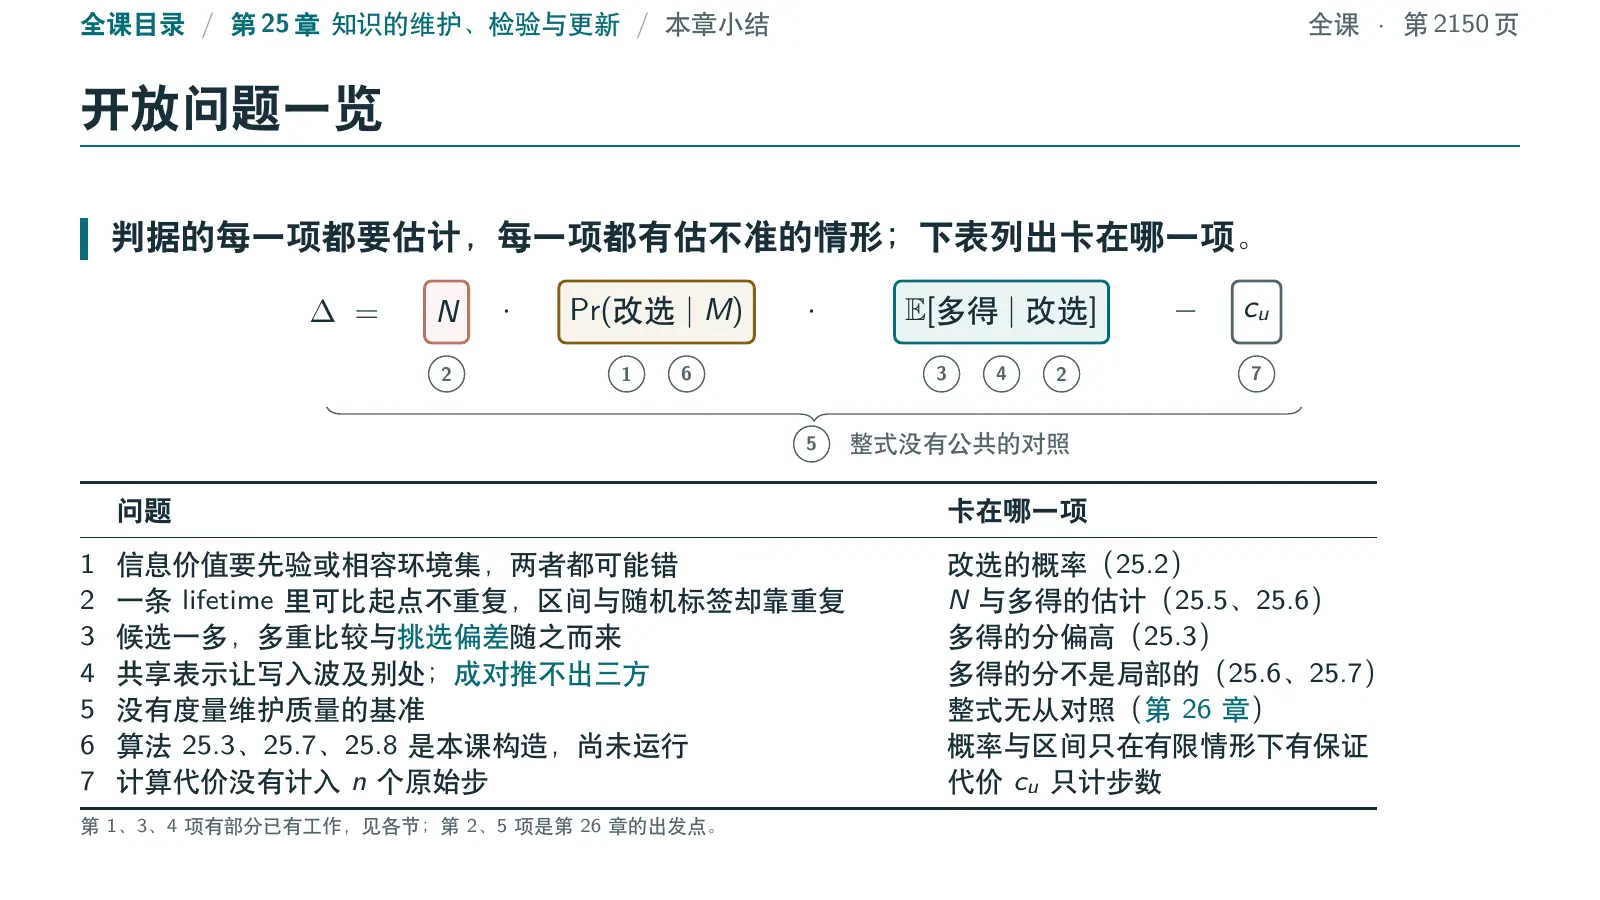 全课目录 / 第 25 章 知识的维护、检验与更新 / 本章小结
全课 · 第 2150 页
开放问题一览
判据的每一项都要估计，每一项都有估不准的情形；下表列出卡在哪一项。
Δ = N · Pr(改选 | M) · 𝔼[多得 | 改选] − cᵤ
② ① ⑥ ③ ④ ② ⑦
⑤ 整式没有公共的对照
问题 卡在哪一项
1 信息价值要先验或相容环境集，两者都可能错 改选的概率（25.2）
2 一条 lifetime 里可比起点不重复，区间与随机标签却靠重复 N 与多得的估计（25.5、25.6）
3 候选一多，多重比较与挑选偏差随之而来 多得的分偏高（25.3）
4 共享表示让写入波及别处；成对推不出三方 多得的分不是局部的（25.6、25.7）
5 没有度量维护质量的基准 整式无从对照（第 26 章）
6 算法 25.3、25.7、25.8 是本课构造，尚未运行 概率与区间只在有限情形下有保证
7 计算代价没有计入 n 个原始步 代价 cᵤ 只计步数
第 1、3、4 项有部分已有工作，见各节；第 2、5 项是第 26 章的出发点。